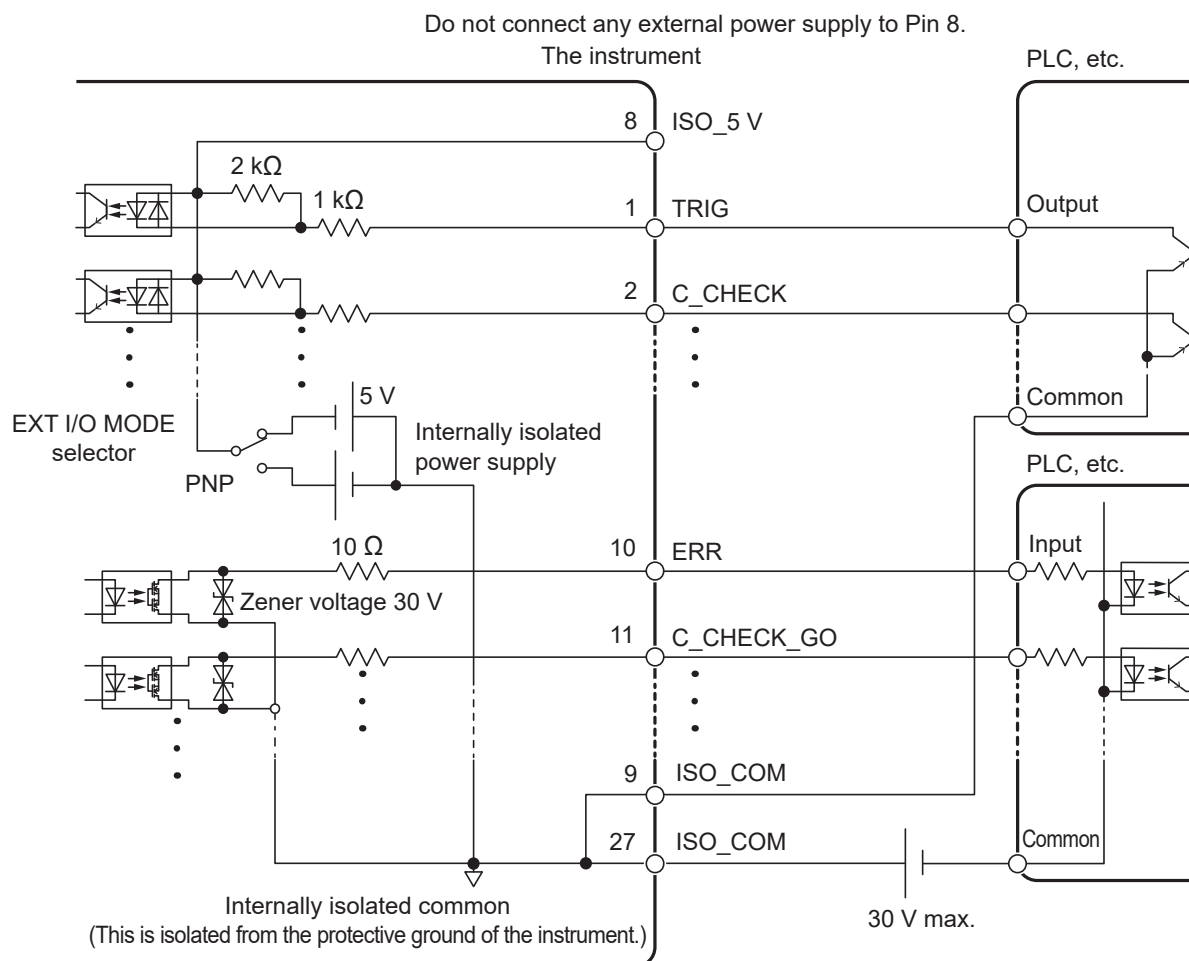 Do not connect any external power supply to Pin 8.
The instrument
PLC, etc.
8 ISO_5 V
2 kΩ
1 kΩ
1 TRIG
Output
2 C_CHECK
5 V
Common
EXT I/O MODE
selector
Internally isolated
power supply
PNP
PLC, etc.
10 Ω
10 ERR
Input
Zener voltage 30 V
11 C_CHECK_GO
9 ISO_COM
27 ISO_COM
Common
Internally isolated common
(This is isolated from the protective ground of the instrument.)
30 V max.